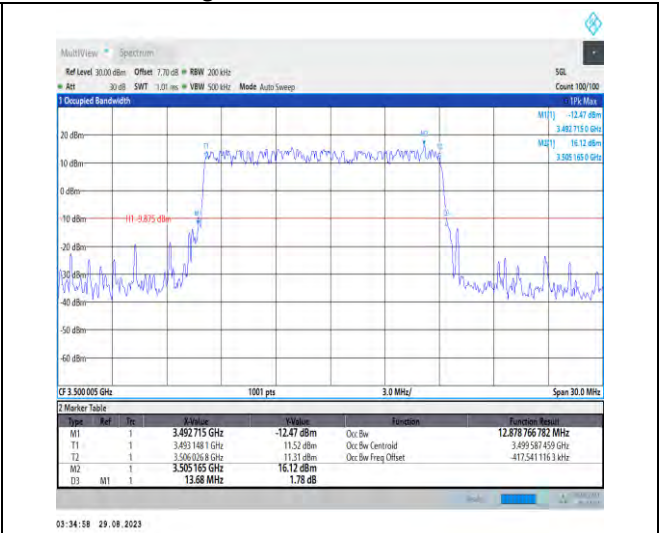 MultiView Spectrum
Ref Level 30.00 dBm Offset 7.70 dB RBW 200 kHz SGL
Att 30 dB SWT 1.01 ms VBW 500 kHz Mode Auto Sweep Count 100/100
1 Occupied Bandwidth 1Pk Max
M1[1] -12.47 dBm
3.492 715 0 GHz
M2[1] 16.12 dBm
3.505 165 0 GHz
20 dBm
T1
T2
10 dBm
0 dBm
-10 dBm H1 -9.875 dBm
-20 dBm
-30 dBm
-40 dBm
-50 dBm
-60 dBm
CF 3.500 005 GHz 1001 pts 3.0 MHz/ Span 30.0 MHz
2 Marker Table
Type Ref Trc X-Value Y-Value Function Function Result
M1 1 3.492715 GHz -12.47 dBm Occ Bw 12.878 766 782 MHz
T1 1 3.493 148 1 GHz 11.52 dBm Occ Bw Centroid 3.499 587 459 GHz
T2 1 3.506 026 8 GHz 11.31 dBm Occ Bw Freq Offset -417.541 116 3 kHz
M2 1 3.505 165 GHz 16.12 dBm
D3 M1 1 13.68 MHz 1.78 dB
03:34:58 29.08.2023